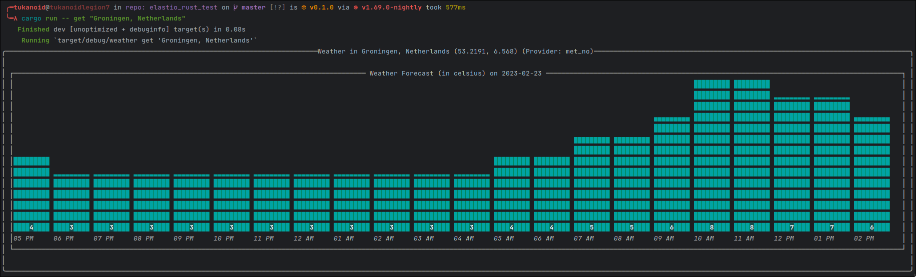 tukanoid@tukanoidlegion7 in repo: elastio_rust_test on master [!?] is v0.1.0 via v1.69.0-nightly took 577ms
cargo run -- get "Groningen, Netherlands"
Finished dev [unoptimized + debuginfo] target(s) in 0.08s
Running `target/debug/weather get 'Groningen, Netherlands'`
Weather in Groningen, Netherlands (53.2191, 6.568) (Provider: met_no)
Weather Forecast (in celsius) on 2023-02-23
4 3 3 3 3 3 3 3 3 3 3 3 4 4 5 5 6 8 8 7 7 6
05 PM 06 PM 07 PM 08 PM 09 PM 10 PM 11 PM 12 AM 01 AM 02 AM 03 AM 04 AM 05 AM 06 AM 07 AM 08 AM 09 AM 10 AM 11 AM 12 PM 01 PM 02 PM